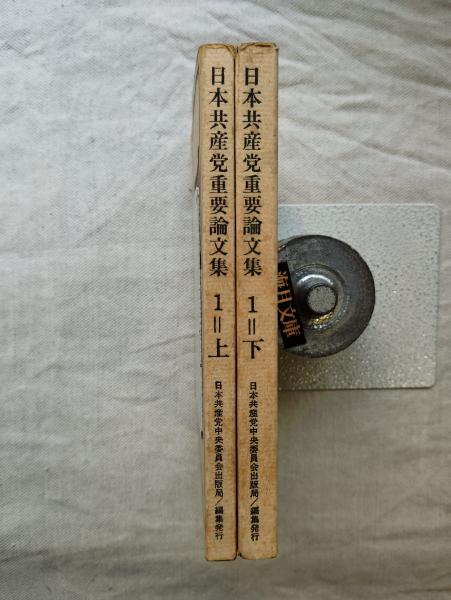 日本共産党重要論文集 1=上 日本共産党中央委員会出版局/編集発行
日本共産党重要論文集 1=下 日本共産党中央委員会出版局/編集発行
海月文庫